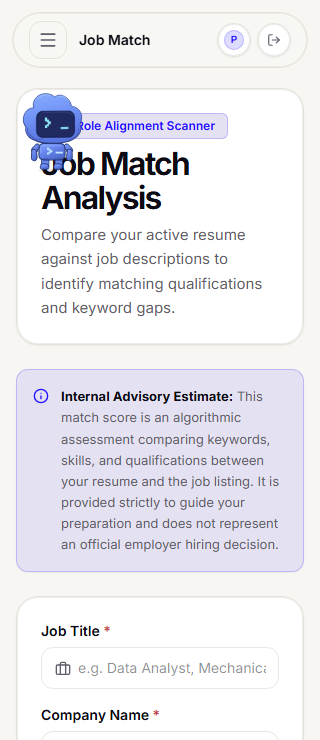 Job Match
P
Role Alignment Scanner
Job Match
Analysis
Compare your active resume
against job descriptions to
identify matching qualifications
and keyword gaps.
Internal Advisory Estimate: This
match score is an algorithmic
assessment comparing keywords,
skills, and qualifications between
your resume and the job listing. It is
provided strictly to guide your
preparation and does not represent
an official employer hiring decision.
Job Title *
e.g. Data Analyst, Mechanica
Company Name *